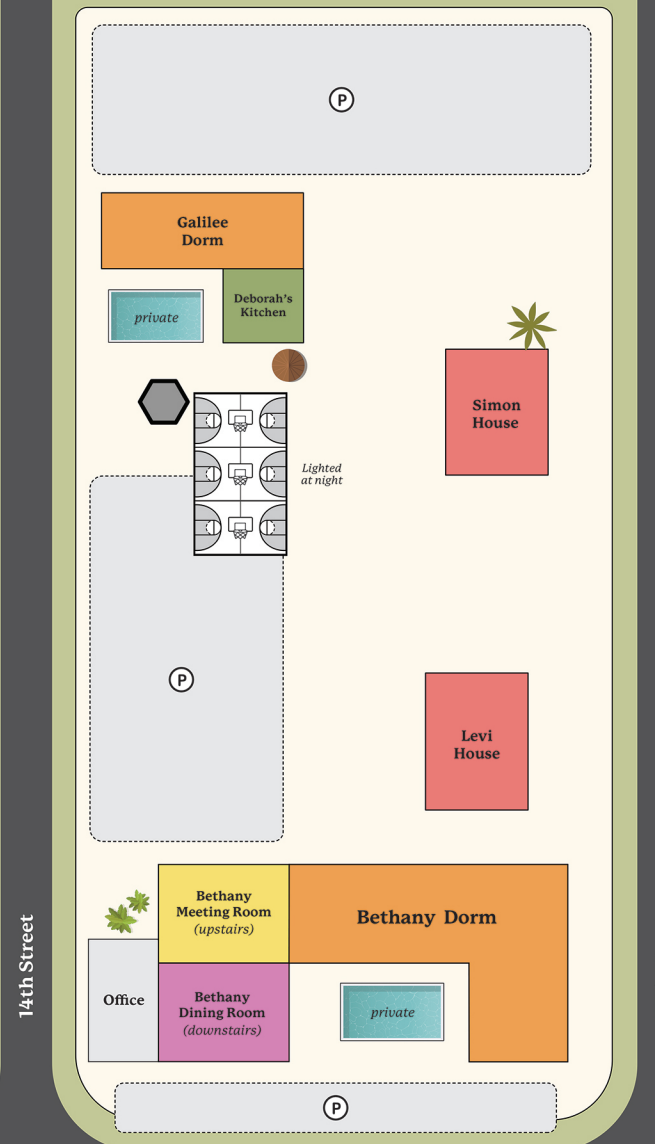 P
Galilee
Dorm
Deborah's
Kitchen
private
Simon
House
Lighted
at night
P
Levi
House
Bethany
Meeting Room
(upstairs)
Bethany Dorm
14th Street
Office
Bethany
Dining Room
(downstairs)
private
P